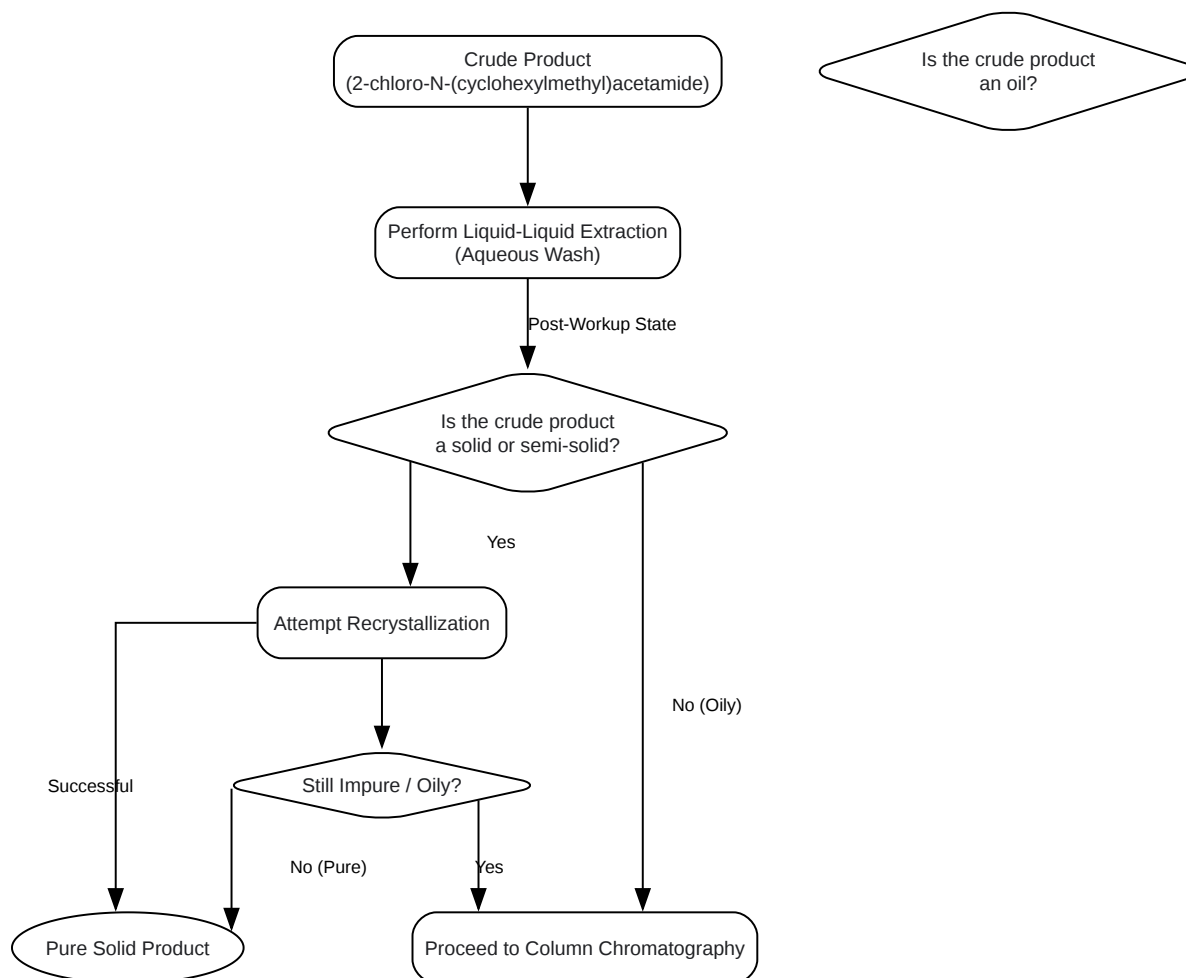 Crude Product
(2-chloro-N-(cyclohexylmethyl)acetamide)
Is the crude product
an oil?
Perform Liquid-Liquid Extraction
(Aqueous Wash)
Post-Workup State
Is the crude product
a solid or semi-solid?
Yes
Attempt Recrystallization
No (Oily)
Successful
Still Impure / Oily?
No (Pure)
Yes
Pure Solid Product
Proceed to Column Chromatography